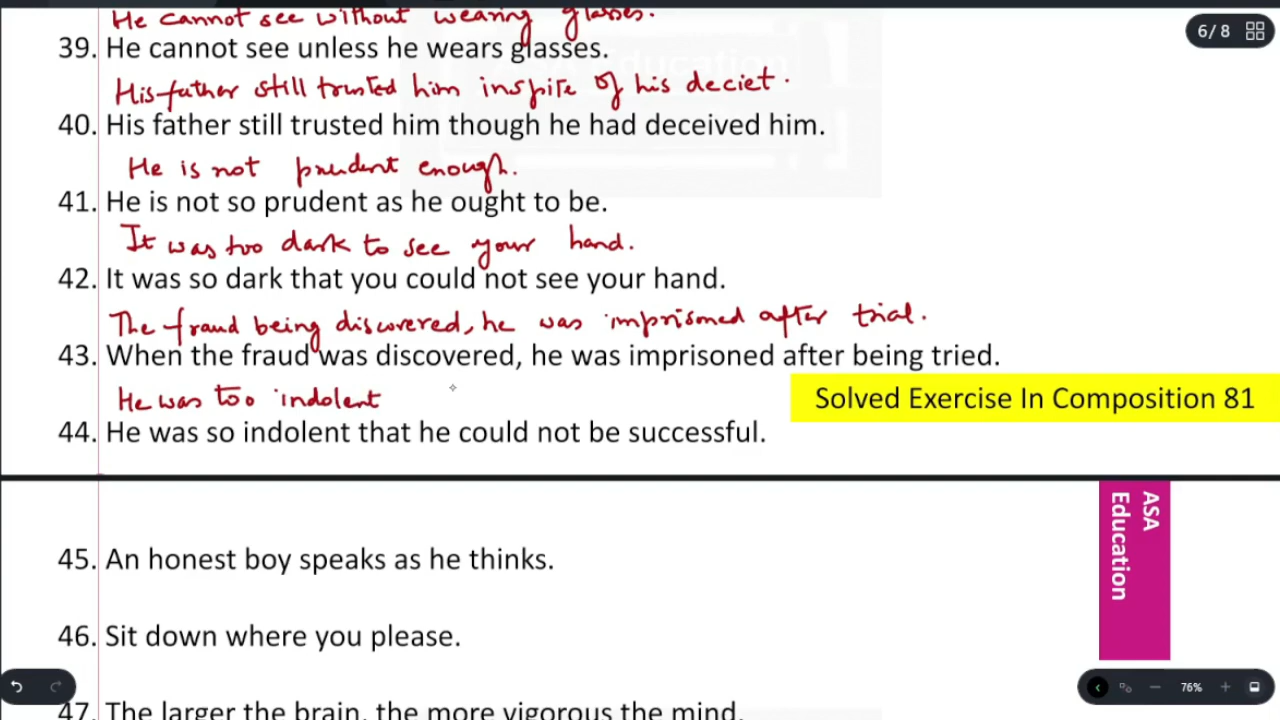 He cannot see without wearing glasses.
6/8
39. He cannot see unless he wears glasses.
His father still trusted him inspite of his deciet.
40. His father still trusted him though he had deceived him.
He is not prudent enough.
41. He is not so prudent as he ought to be.
It was too dark to see your hand.
42. It was so dark that you could not see your hand.
The fraud being discovered, he was imprisoned after trial.
43. When the fraud was discovered, he was imprisoned after being tried.
He was too indolent
Solved Exercise In Composition 81
44. He was so indolent that he could not be successful.
ASA
Education
45. An honest boy speaks as he thinks.
46. Sit down where you please.
76%
47. The larger the brain, the more vigorous the mind.